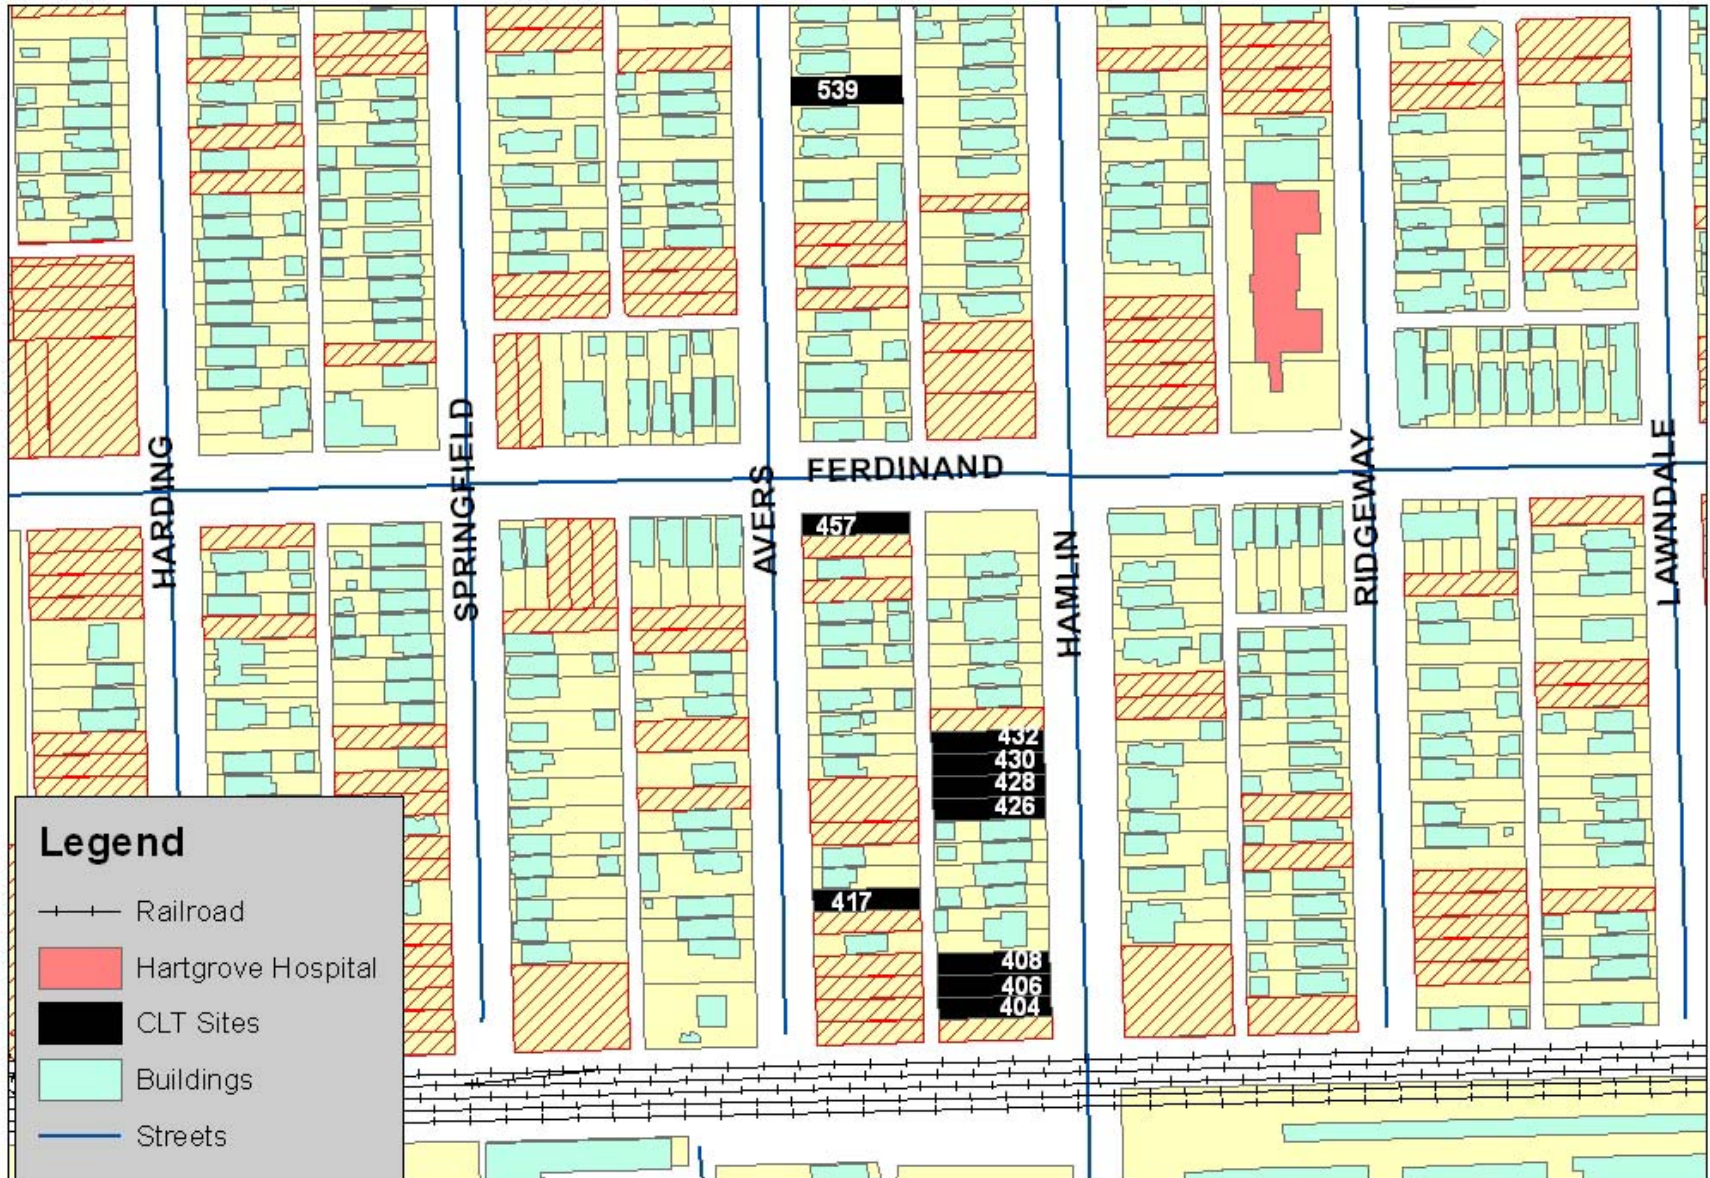 539
HARDING
SPRINGFIELD
AVERS
FERDINAND
HAMLIN
RIDGEWAY
LAWNDALE
457
432
430
428
426
417
408
406
404
Legend
Railroad
Hartgrove Hospital
CLT Sites
Buildings
Streets